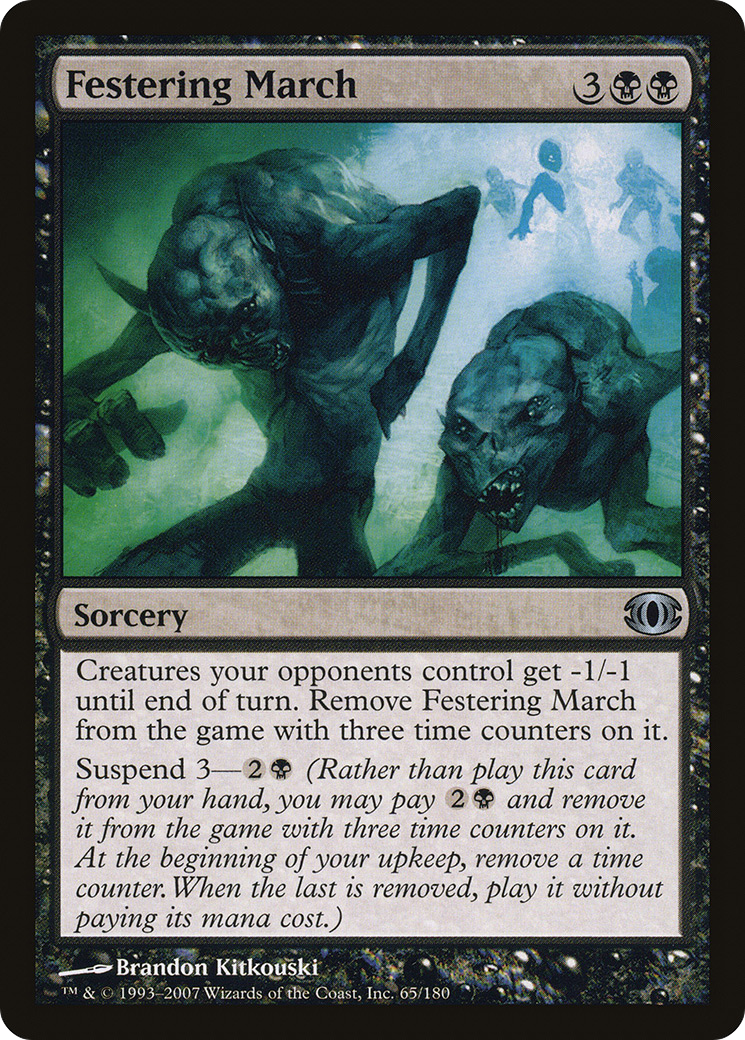 Festering March 3
Sorcery
Creatures your opponents control get -1/-1
until end of turn. Remove Festering March
from the game with three time counters on it.
Suspend 3—2 (Rather than play this card
from your hand, you may pay 2 and remove
it from the game with three time counters on it.
At the beginning of your upkeep, remove a time
counter. When the last is removed, play it without
paying its mana cost.)
Brandon Kitkouski
™ & © 1993–2007 Wizards of the Coast, Inc. 65/180